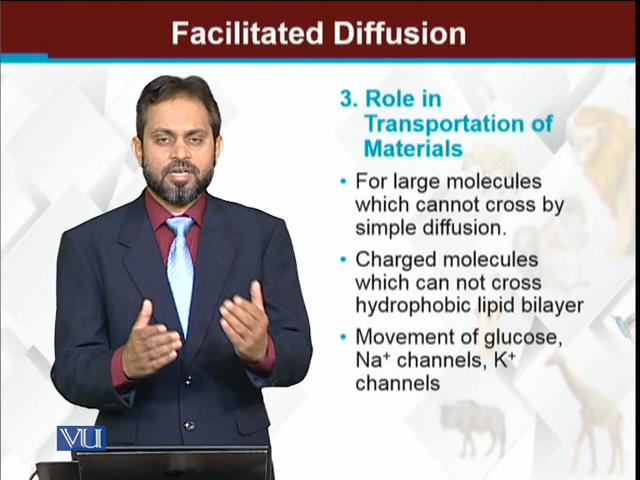 Facilitated Diffusion
3. Role in
Transportation of
Materials
• For large molecules
which cannot cross by
simple diffusion.
• Charged molecules
which can not cross
hydrophobic lipid bilayer
• Movement of glucose,
Na⁺ channels, K⁺
channels
VU